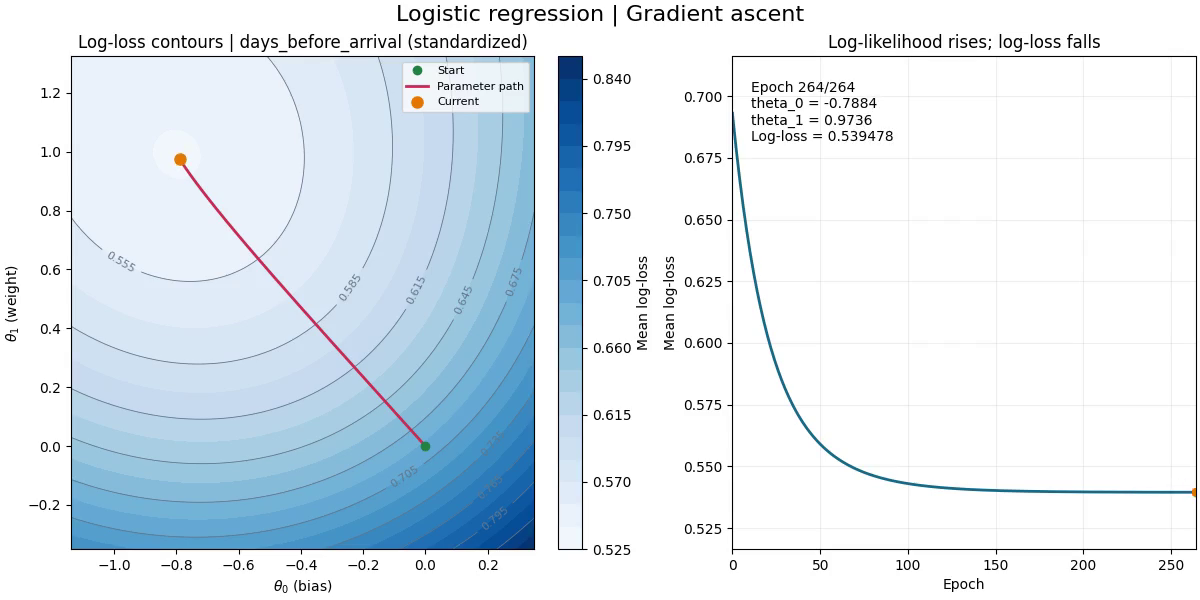 Logistic regression | Gradient ascent
Log-loss contours | days_before_arrival (standardized)
Start
Parameter path
Current
1.2
1.0
0.8
0.6
0.4
0.2
0.0
−0.2
θ1 (weight)
0.555
0.585
0.615
0.645
0.675
0.705
0.795
−1.0
−0.8
−0.6
−0.4
−0.2
0.0
0.2
θ0 (bias)
0.840
0.795
0.750
0.705
0.660
0.615
0.570
0.525
Mean log-loss
Log-likelihood rises; log-loss falls
Epoch 264/264
theta_0 = -0.7884
theta_1 = 0.9736
Log-loss = 0.539478
0.700
0.675
0.650
0.625
0.600
0.575
0.550
0.525
Mean log-loss
0
50
100
150
200
250
Epoch